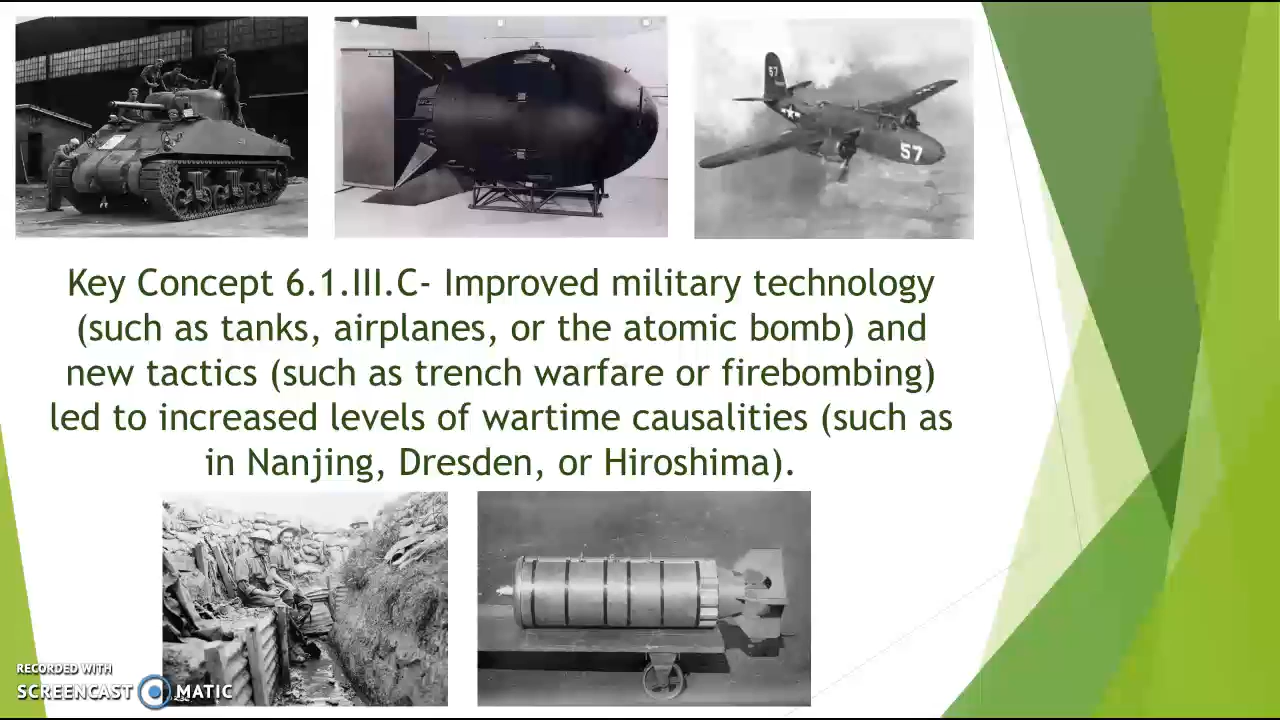 57
57
Key Concept 6.1.III.C- Improved military technology
(such as tanks, airplanes, or the atomic bomb) and
new tactics (such as trench warfare or firebombing)
led to increased levels of wartime causalities (such as
in Nanjing, Dresden, or Hiroshima).
RECORDED WITH
SCREENCAST MATIC